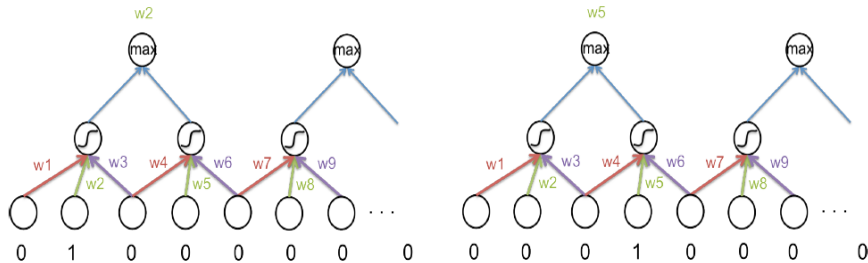 w2
max max
w1 w3 w4 w6 w7 w9
w2 w5 w8
. . .
0 1 0 0 0 0 0 0
w5
max max
w1 w3 w4 w6 w7 w9
w2 w5 w8
. . .
0 0 0 1 0 0 0 0